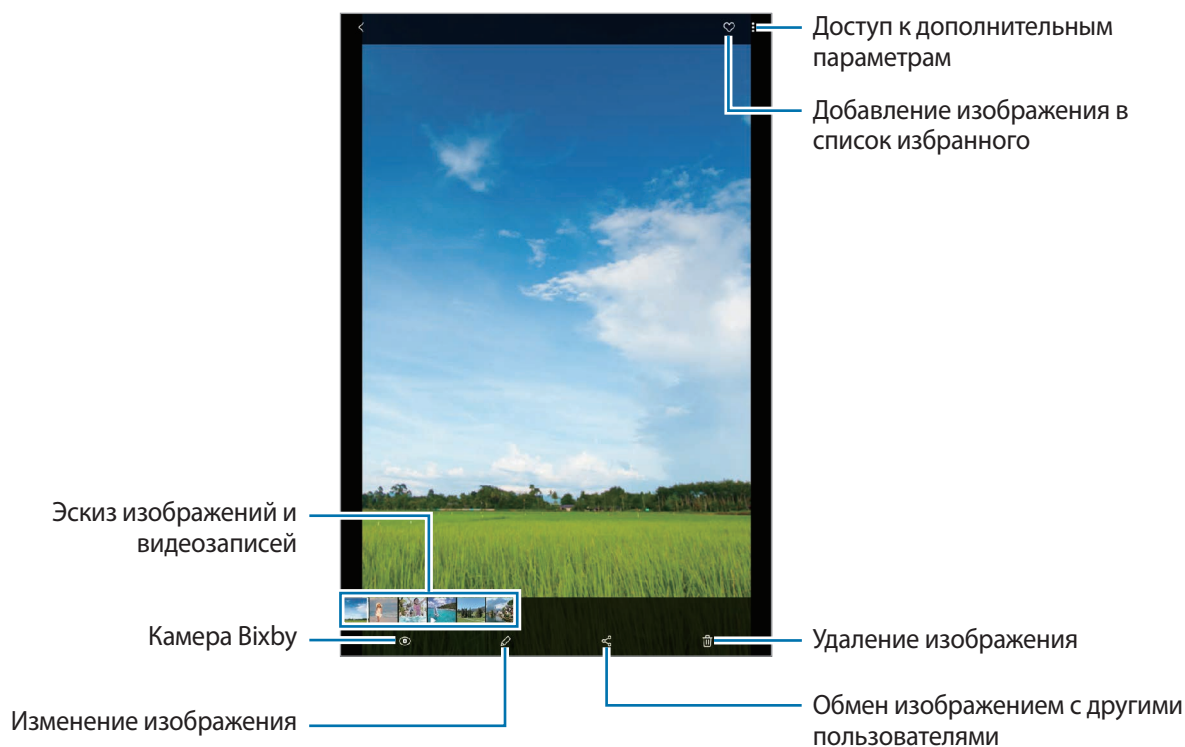 Доступ к дополнительным
параметрам
Добавление изображения в
список избранного
Эскиз изображений и
видеозаписей
Камера Bixby
Удаление изображения
Изменение изображения
Обмен изображением с другими
пользователями